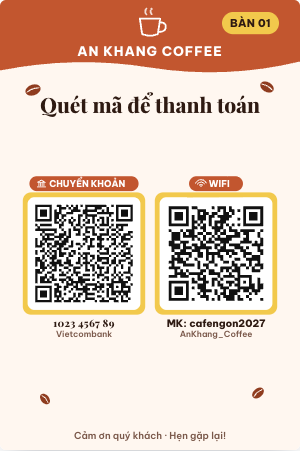 BÀN 01
AN KHANG COFFEE
Quét mã để thanh toán
CHUYỂN KHOẢN
WIFI
1023 4567 89
Vietcombank
MK: cafengon2027
AnKhang_Coffee
Cảm ơn quý khách · Hẹn gặp lại!